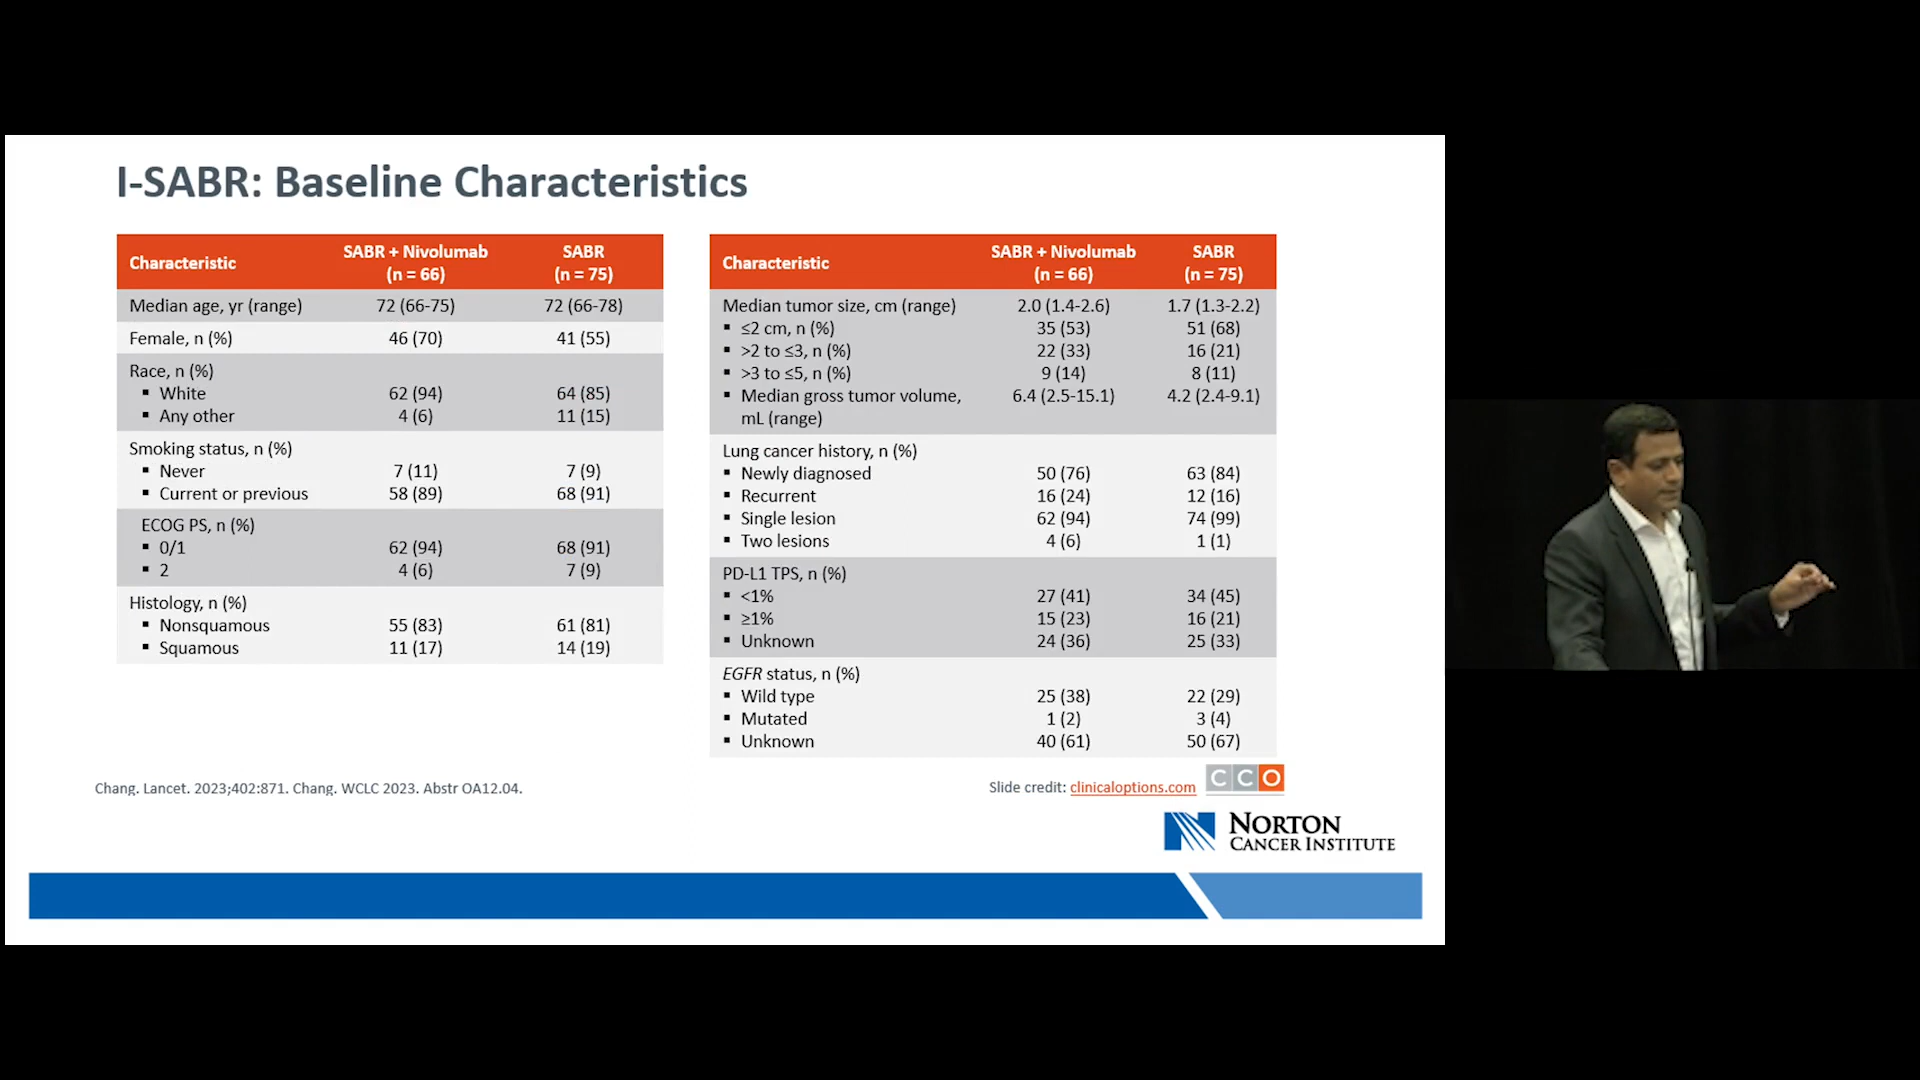 I-SABR: Baseline Characteristics
Characteristic SABR + Nivolumab (n = 66) SABR (n = 75)
Median age, yr (range) 72 (66-75) 72 (66-78)
Female, n (%) 46 (70) 41 (55)
Race, n (%)
▪ White 62 (94) 64 (85)
▪ Any other 4 (6) 11 (15)
Smoking status, n (%)
▪ Never 7 (11) 7 (9)
▪ Current or previous 58 (89) 68 (91)
ECOG PS, n (%)
▪ 0/1 62 (94) 68 (91)
▪ 2 4 (6) 7 (9)
Histology, n (%)
▪ Nonsquamous 55 (83) 61 (81)
▪ Squamous 11 (17) 14 (19)
Characteristic SABR + Nivolumab (n = 66) SABR (n = 75)
Median tumor size, cm (range) 2.0 (1.4-2.6) 1.7 (1.3-2.2)
▪ ≤2 cm, n (%) 35 (53) 51 (68)
▪ >2 to ≤3, n (%) 22 (33) 16 (21)
▪ >3 to ≤5, n (%) 9 (14) 8 (11)
▪ Median gross tumor volume, 6.4 (2.5-15.1) 4.2 (2.4-9.1)
mL (range)
Lung cancer history, n (%)
▪ Newly diagnosed 50 (76) 63 (84)
▪ Recurrent 16 (24) 12 (16)
▪ Single lesion 62 (94) 74 (99)
▪ Two lesions 4 (6) 1 (1)
PD-L1 TPS, n (%)
▪ <1% 27 (41) 34 (45)
▪ ≥1% 15 (23) 16 (21)
▪ Unknown 24 (36) 25 (33)
EGFR status, n (%)
▪ Wild type 25 (38) 22 (29)
▪ Mutated 1 (2) 3 (4)
▪ Unknown 40 (61) 50 (67)
Chang. Lancet. 2023;402:871. Chang. WCLC 2023. Abstr OA12.04.
Slide credit: clinicaloptions.com CCO
NORTON
CANCER INSTITUTE